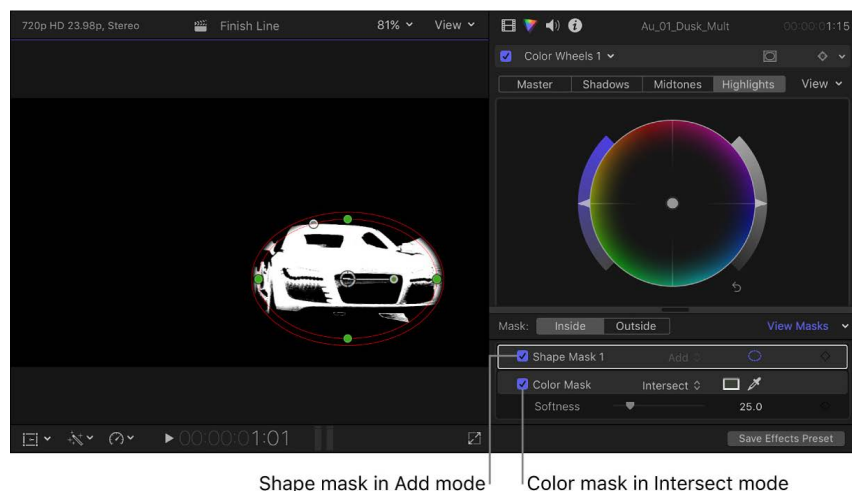 720p HD 23.98p, Stereo
Finish Line
81%
View
Au_01_Dusk_Mult
00:00:01:15
Color Wheels 1
Master
Shadows
Midtones
Highlights
View
Mask:
Inside
Outside
View Masks
Shape Mask 1
Add
Color Mask
Intersect
Softness
25.0
00:00:01:01
Save Effects Preset
Shape mask in Add mode
Color mask in Intersect mode